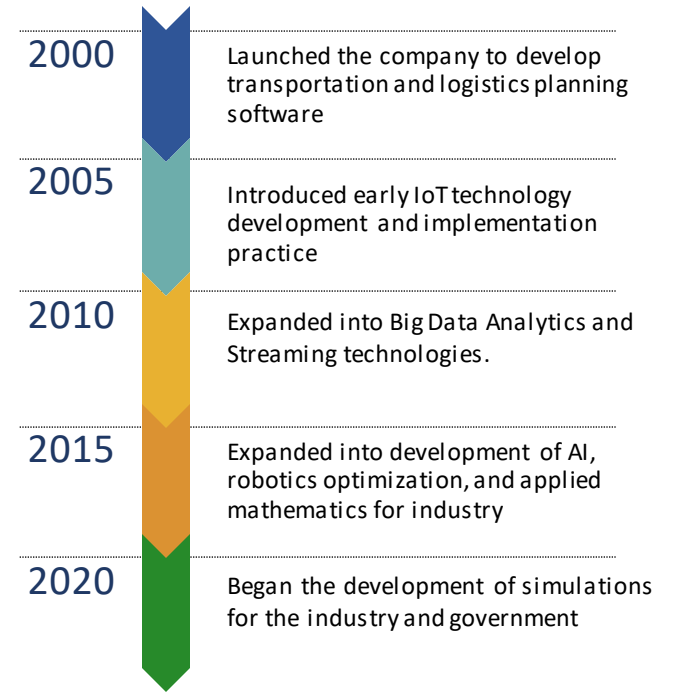 2000
Launched the company to develop
transportation and logistics planning
software
2005
Introduced early IoT technology
development and implementation
practice
2010
Expanded into Big Data Analytics and
Streaming technologies.
2015
Expanded into development of AI,
robotics optimization, and applied
mathematics for industry
2020
Began the development of simulations
for the industry and government